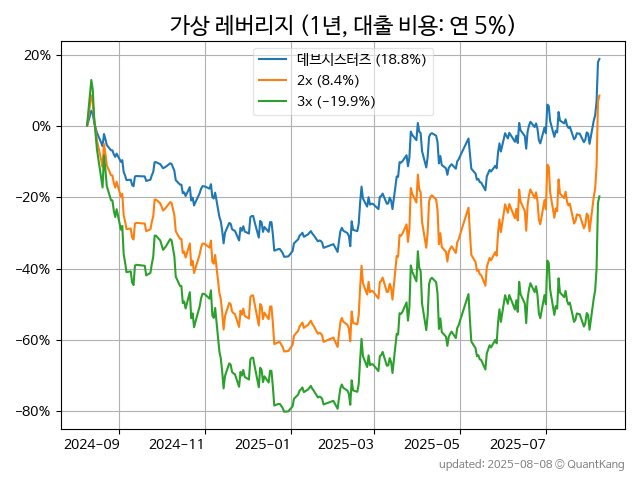 가상 레버리지 (1년, 대출 비용: 연 5%)
데브시스터즈 (18.8%)
2x (8.4%)
3x (−19.9%)
20%
0%
−20%
−40%
−60%
−80%
2024-09 2024-11 2025-01 2025-03 2025-05 2025-07
updated: 2025-08-08 © QuantKang